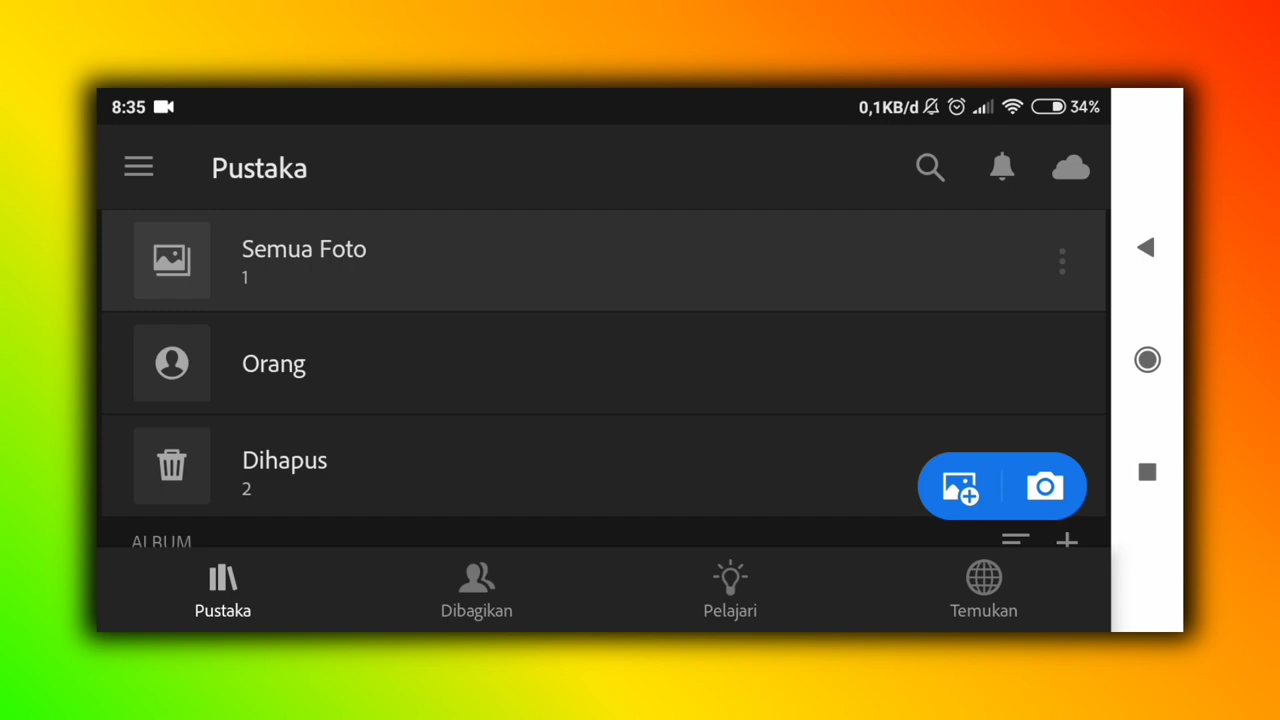 8:35 0,1KB/d 34%
Pustaka
Semua Foto
1
Orang
Dihapus
2
ALBUM
Pustaka Dibagikan Pelajari Temukan